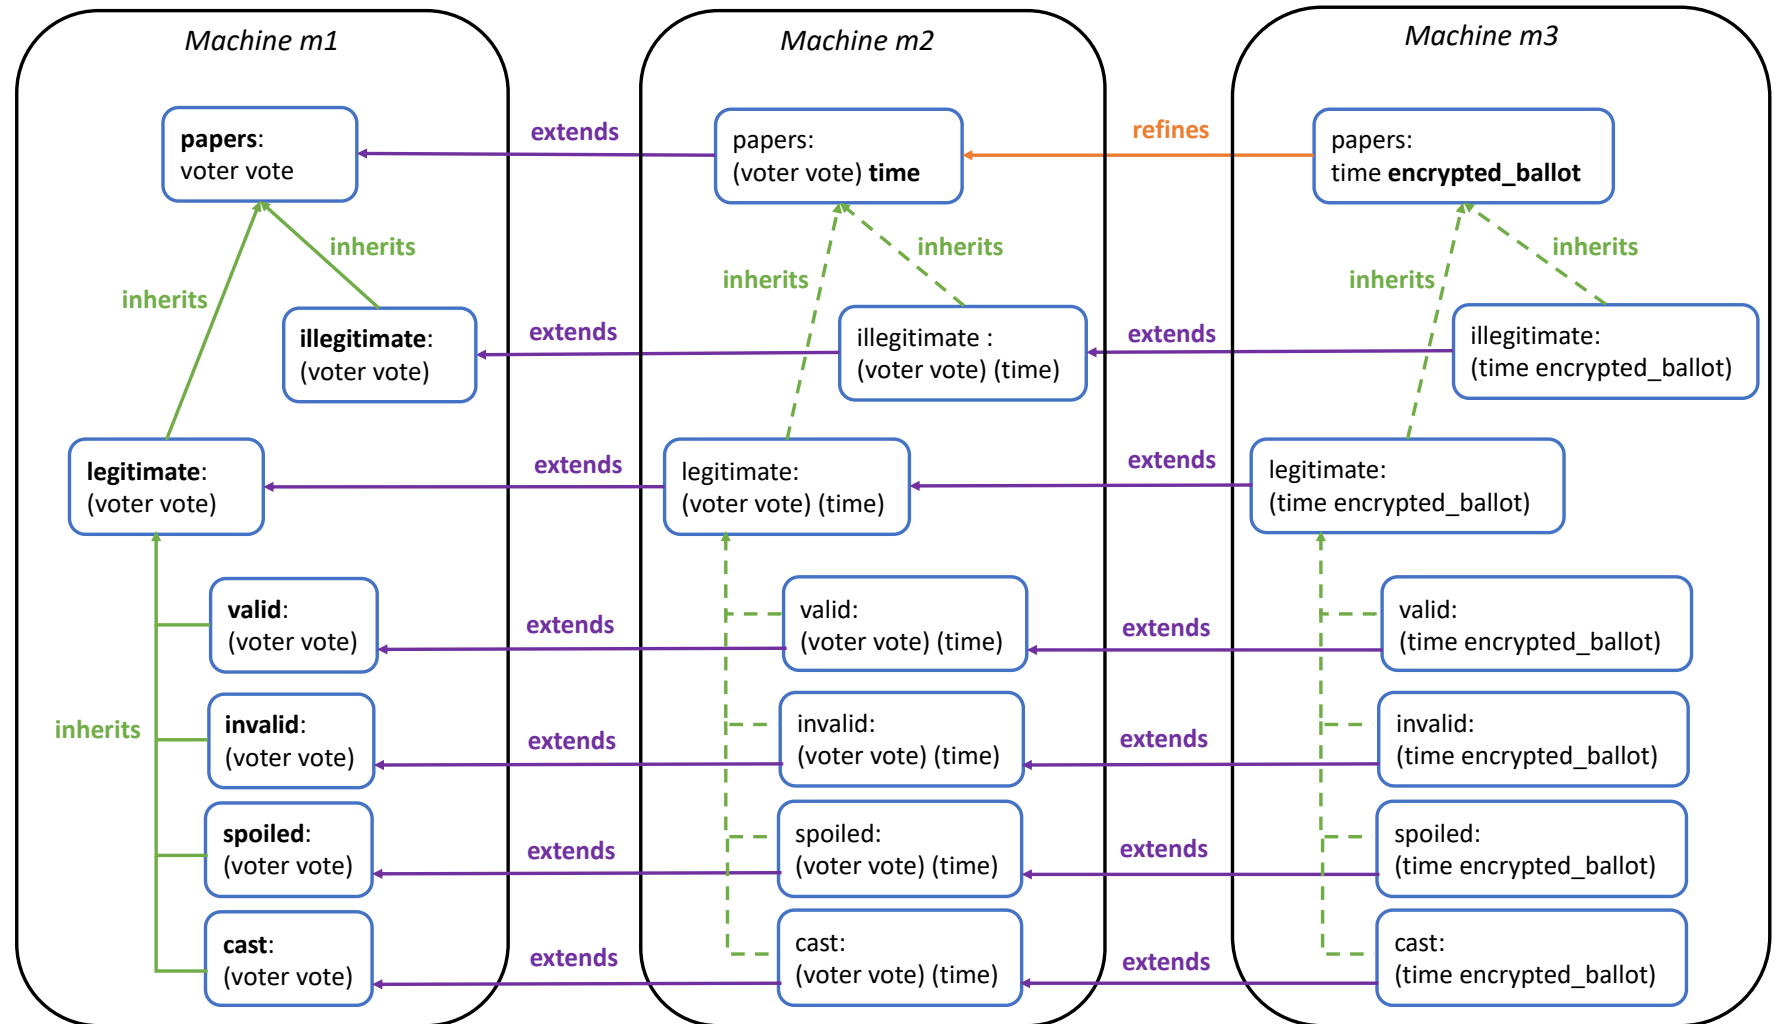 Machine m1
Machine m2
Machine m3
papers:
voter vote
extends
papers:
(voter vote) time
refines
papers:
time encrypted_ballot
inherits
inherits
inherits
inherits
inherits
inherits
illegitimate:
(voter vote)
extends
illegitimate :
(voter vote) (time)
extends
illegitimate:
(time encrypted_ballot)
legitimate:
(voter vote)
extends
legitimate:
(voter vote) (time)
extends
legitimate:
(time encrypted_ballot)
valid:
(voter vote)
extends
valid:
(voter vote) (time)
extends
valid:
(time encrypted_ballot)
inherits
invalid:
(voter vote)
extends
invalid:
(voter vote) (time)
extends
invalid:
(time encrypted_ballot)
spoiled:
(voter vote)
extends
spoiled:
(voter vote) (time)
extends
spoiled:
(time encrypted_ballot)
cast:
(voter vote)
extends
cast:
(voter vote) (time)
extends
cast:
(time encrypted_ballot)